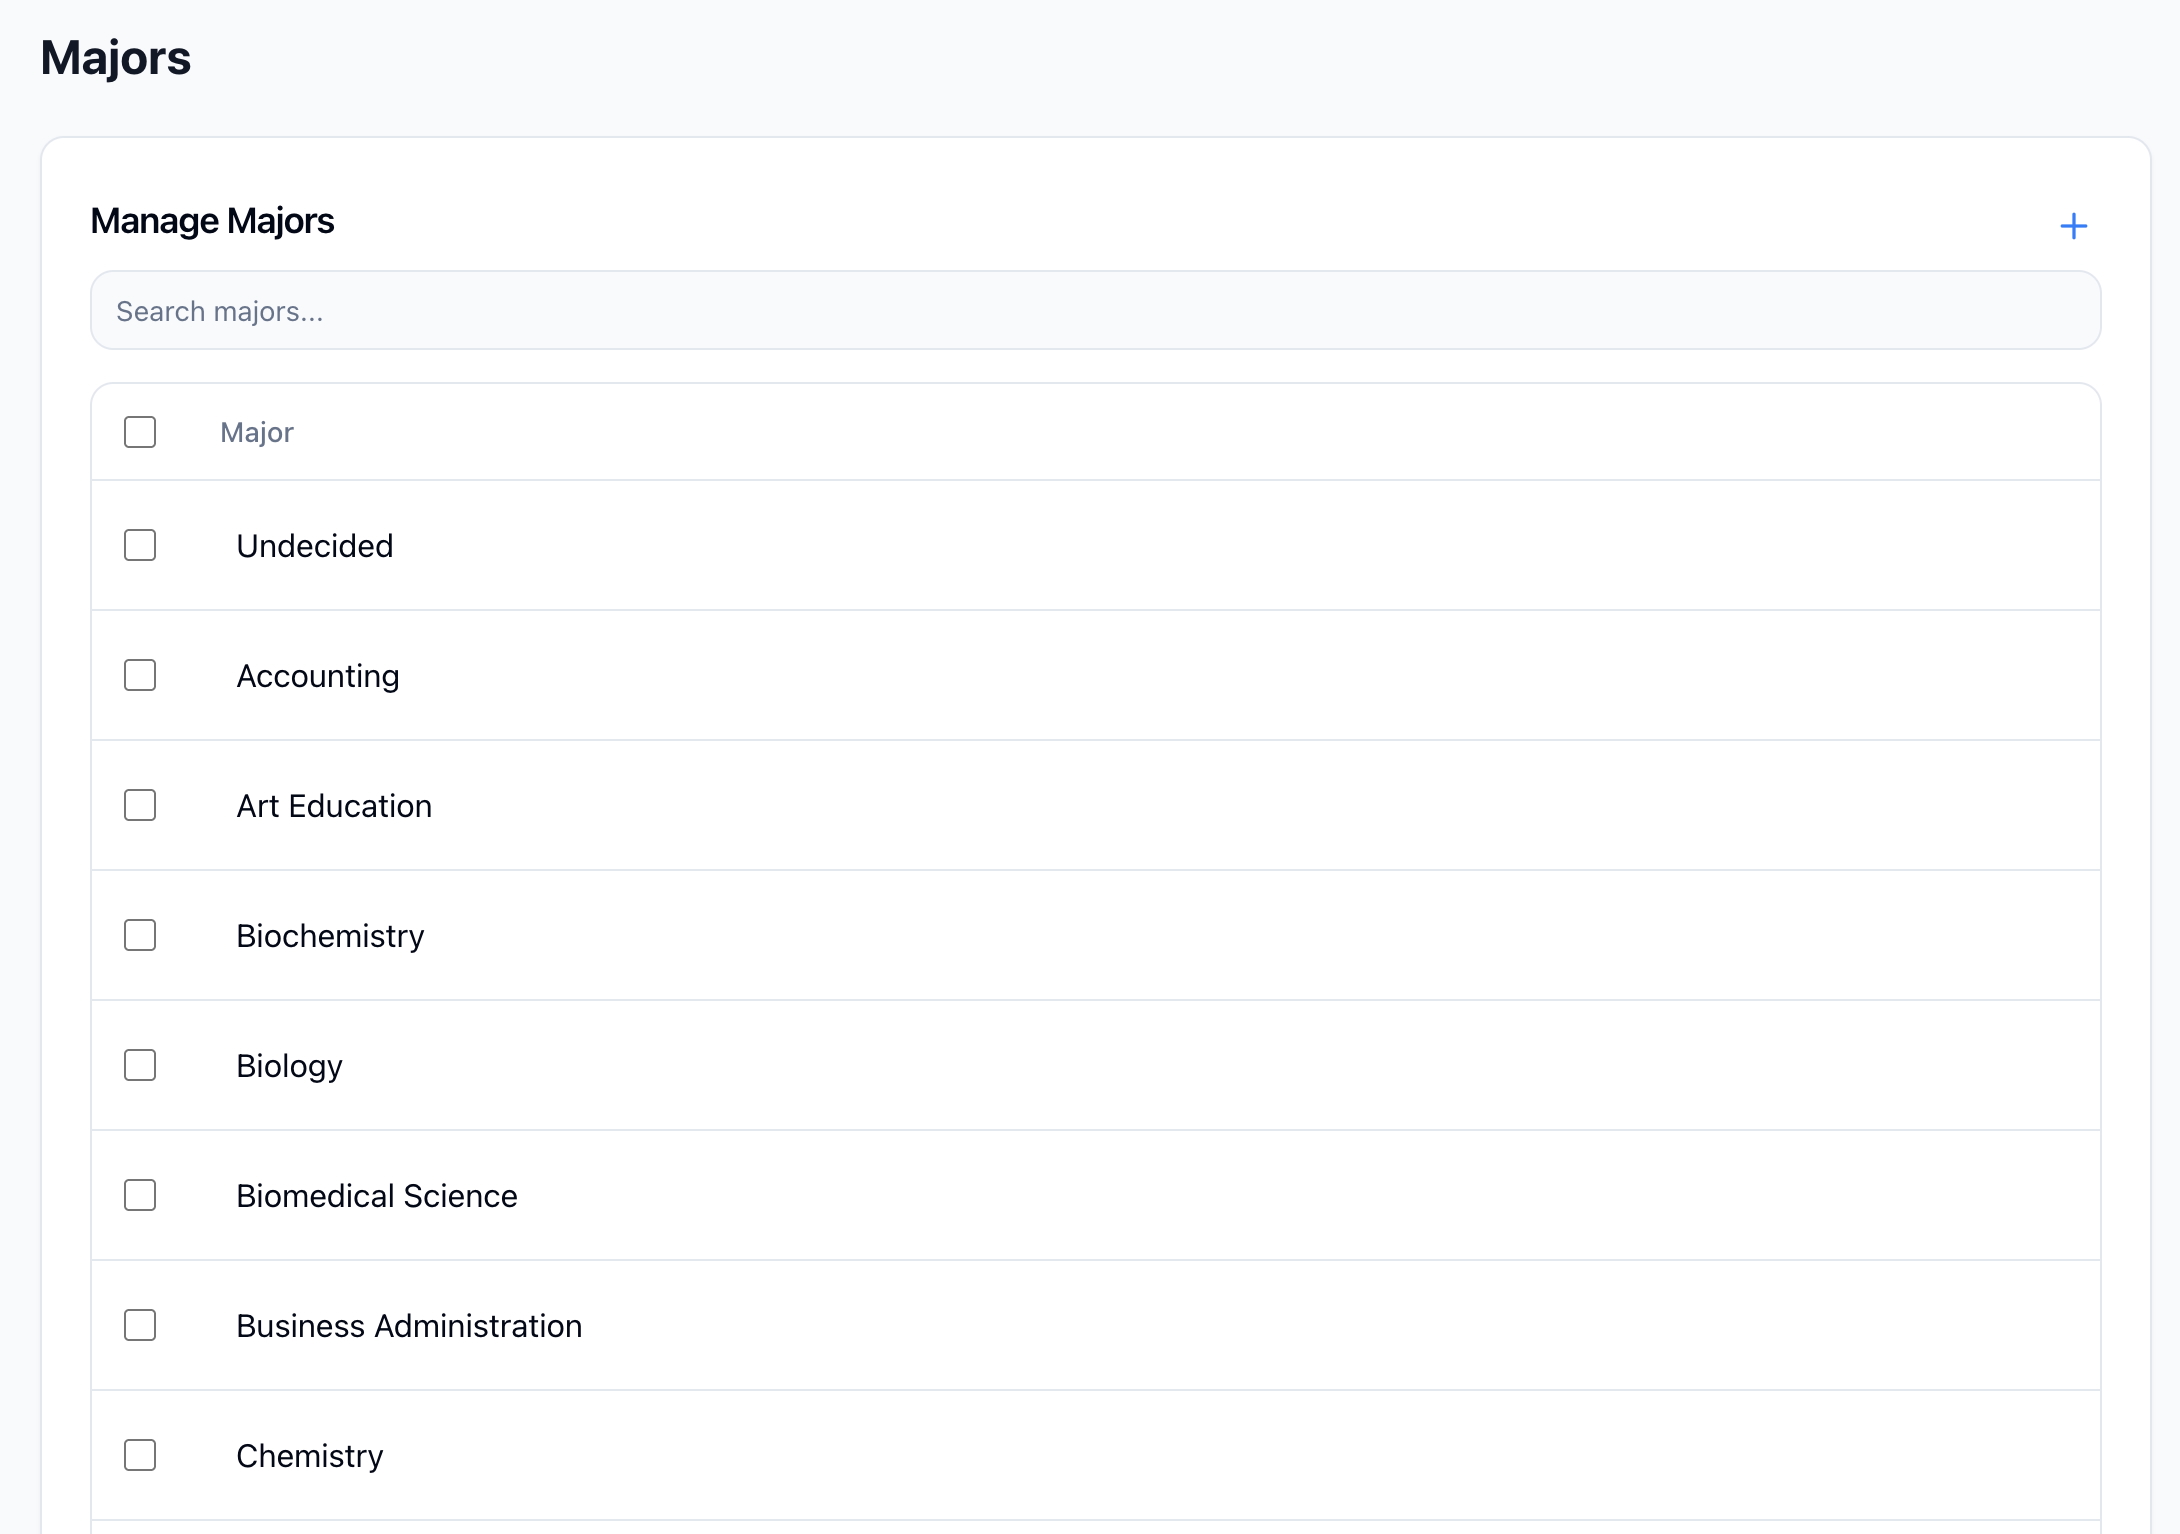 Majors
Manage Majors
Search majors...
Major
Undecided
Accounting
Art Education
Biochemistry
Biology
Biomedical Science
Business Administration
Chemistry